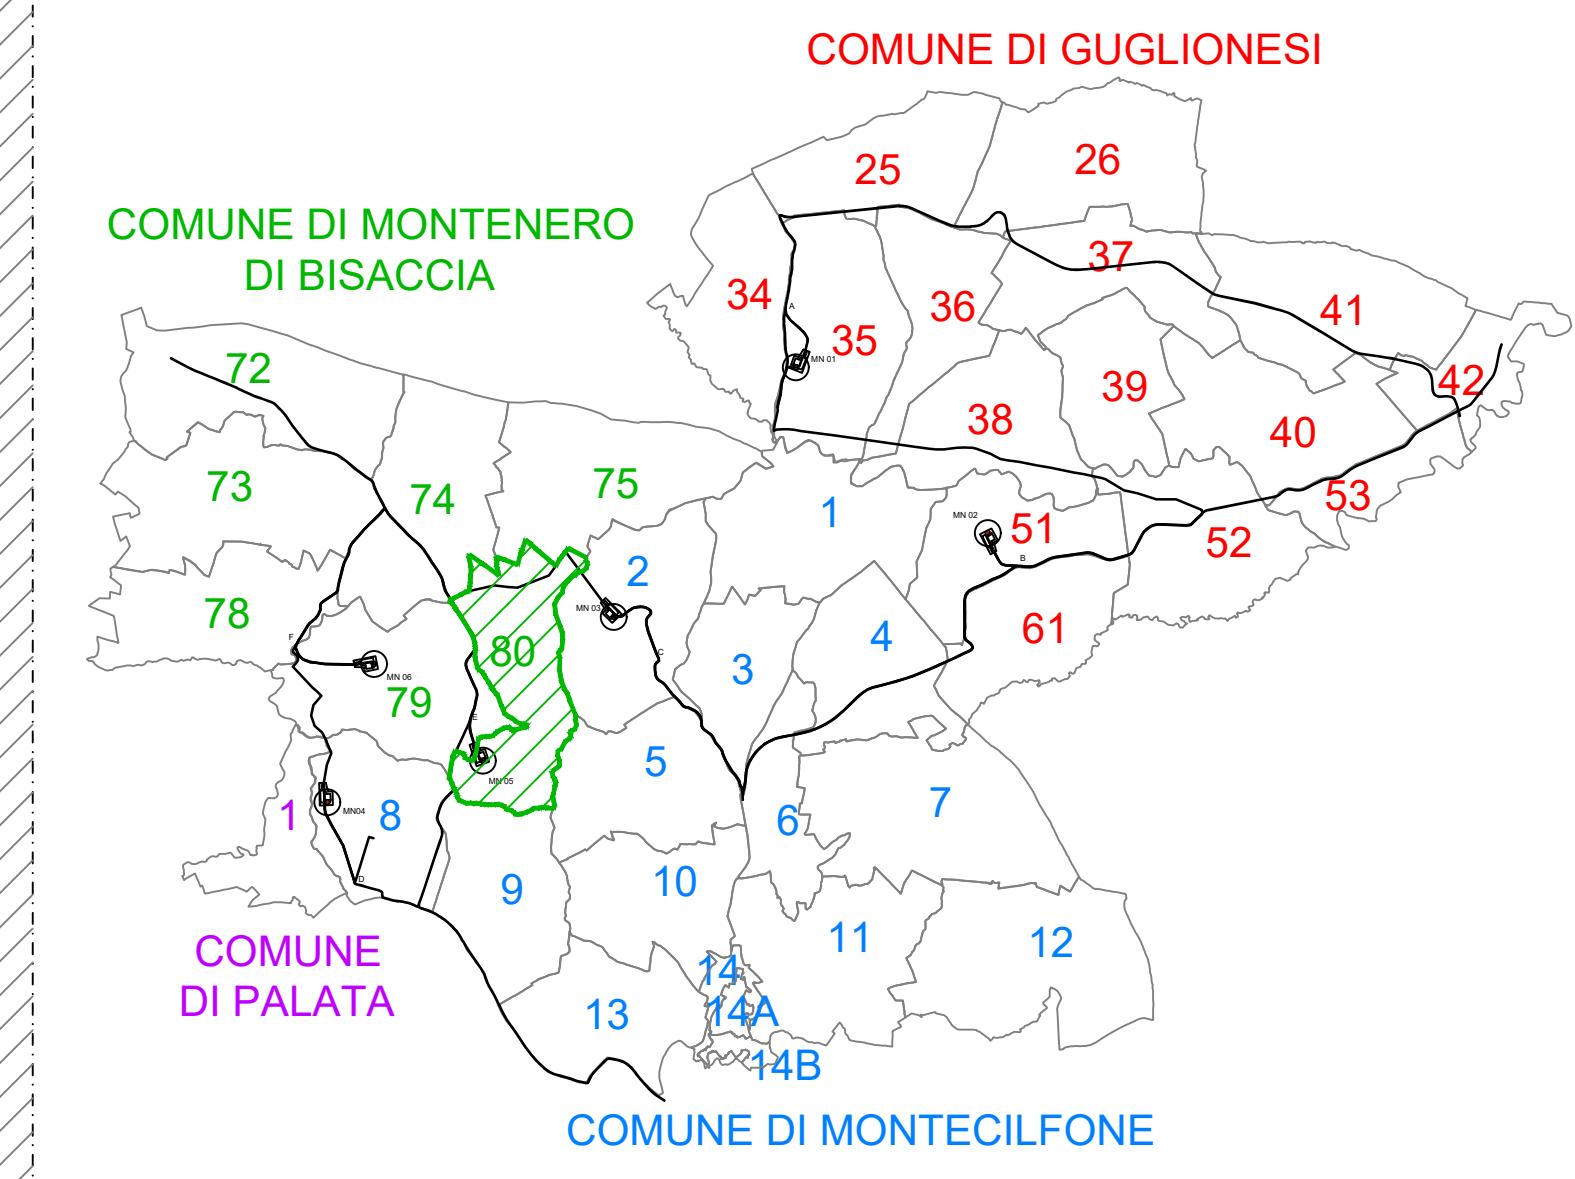 COMUNE DI GUGLIONESI
25
26
COMUNE DI MONTENERO
DI BISACCIA
37
34
36
41
A
35
MN 01
72
42
39
38
40
73
75
74
53
1
MN 02
51
52
B
2
78
MN 03
61
4
F
80
C
3
MN 06
79
E
5
MN 05
7
MN04
1
8
6
D
10
9
11
12
COMUNE
DI PALATA
14
13
14A
14B
COMUNE DI MONTECILFONE